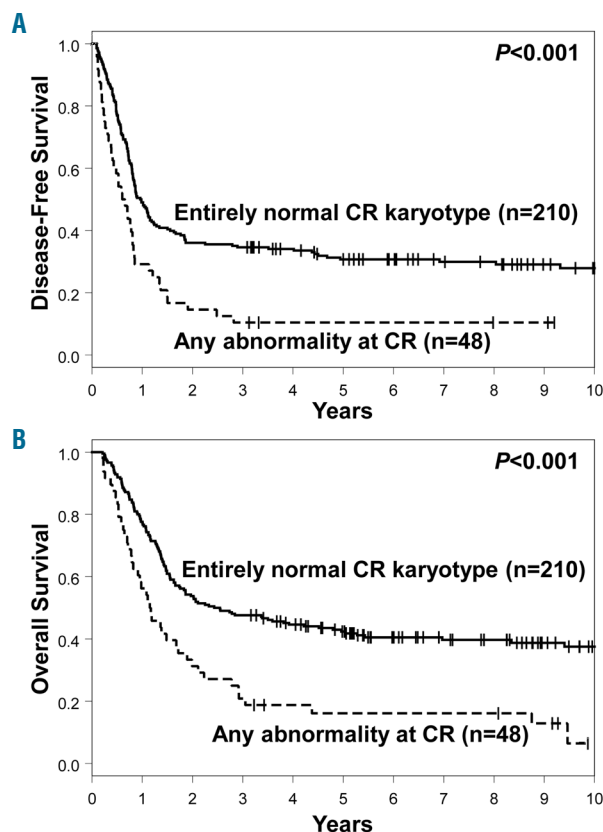 A
P<0.001
Disease-Free Survival
1.0
0.8
0.6
0.4
0.2
0.0
Entirely normal CR karyotype (n=210)
Any abnormality at CR (n=48)
0 1 2 3 4 5 6 7 8 9 10
Years
B
P<0.001
Overall Survival
1.0
0.8
0.6
0.4
0.2
0.0
Entirely normal CR karyotype (n=210)
Any abnormality at CR (n=48)
0 1 2 3 4 5 6 7 8 9 10
Years